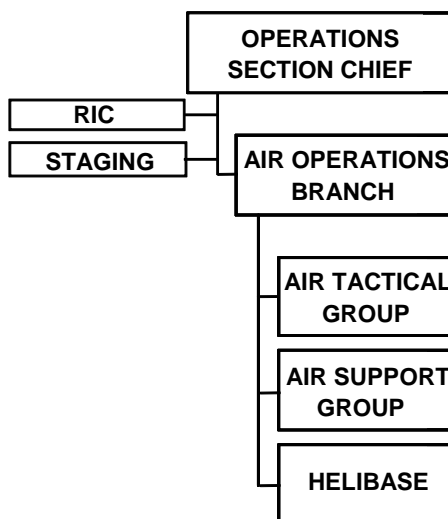 OPERATIONS
SECTION CHIEF
RIC
STAGING
AIR OPERATIONS
BRANCH
AIR TACTICAL
GROUP
AIR SUPPORT
GROUP
HELIBASE